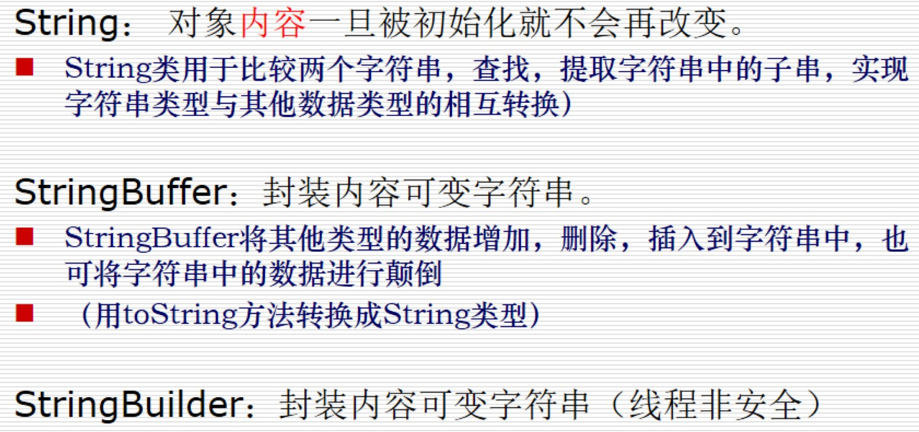 String： 对象内容一旦被初始化就不会再改变。
String类用于比较两个字符串，查找，提取字符串中的子串，实现
字符串类型与其他数据类型的相互转换）
StringBuffer：封装内容可变字符串。
StringBuffer将其他类型的数据增加，删除，插入到字符串中，也
可将字符串中的数据进行颠倒
（用toString方法转换成String类型）
StringBuilder：封装内容可变字符串（线程非安全）